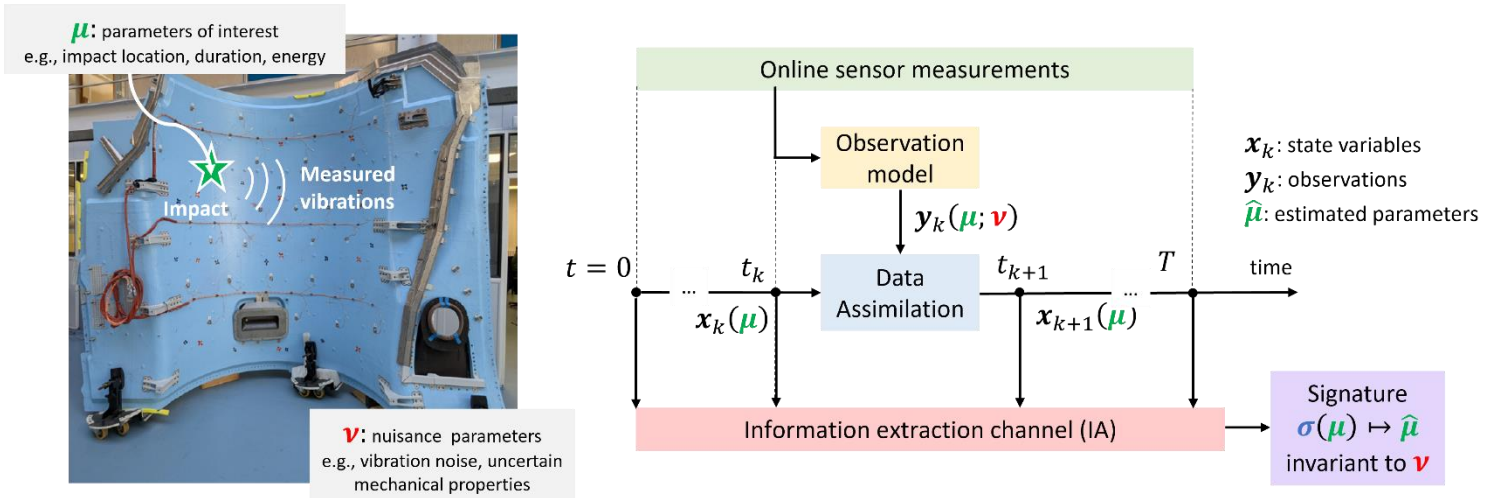 μ: parameters of interest
e.g., impact location, duration, energy
Impact
Measured
vibrations
ν: nuisance parameters
e.g., vibration noise, uncertain
mechanical properties
Online sensor measurements
Observation
model
y_k(μ; ν)
t = 0
...
t_k
x_k(μ)
Data
Assimilation
t_{k+1}
x_{k+1}(μ)
...
T
time
Information extraction channel (IA)
x_k: state variables
y_k: observations
μ̂: estimated parameters
Signature
σ(μ) ↦ μ̂
invariant to ν